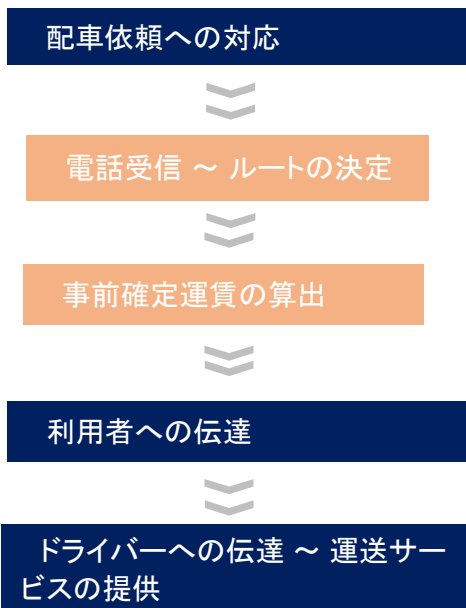 配車依頼への対応
電話受信 ～ ルートの決定
事前確定運賃の算出
利用者への伝達
ドライバーへの伝達 ～ 運送サー
ビスの提供